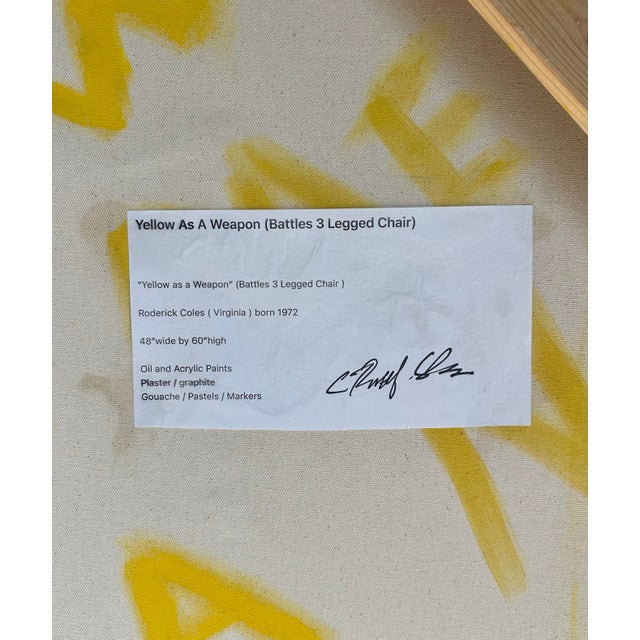 Yellow As A Weapon (Battles 3 Legged Chair)
"Yellow as a Weapon" (Battles 3 Legged Chair )
Roderick Coles ( Virginia ) born 1972
48"wide by 60"high
Oil and Acrylic Paints
Plaster / graphite
Gouache / Pastels / Markers